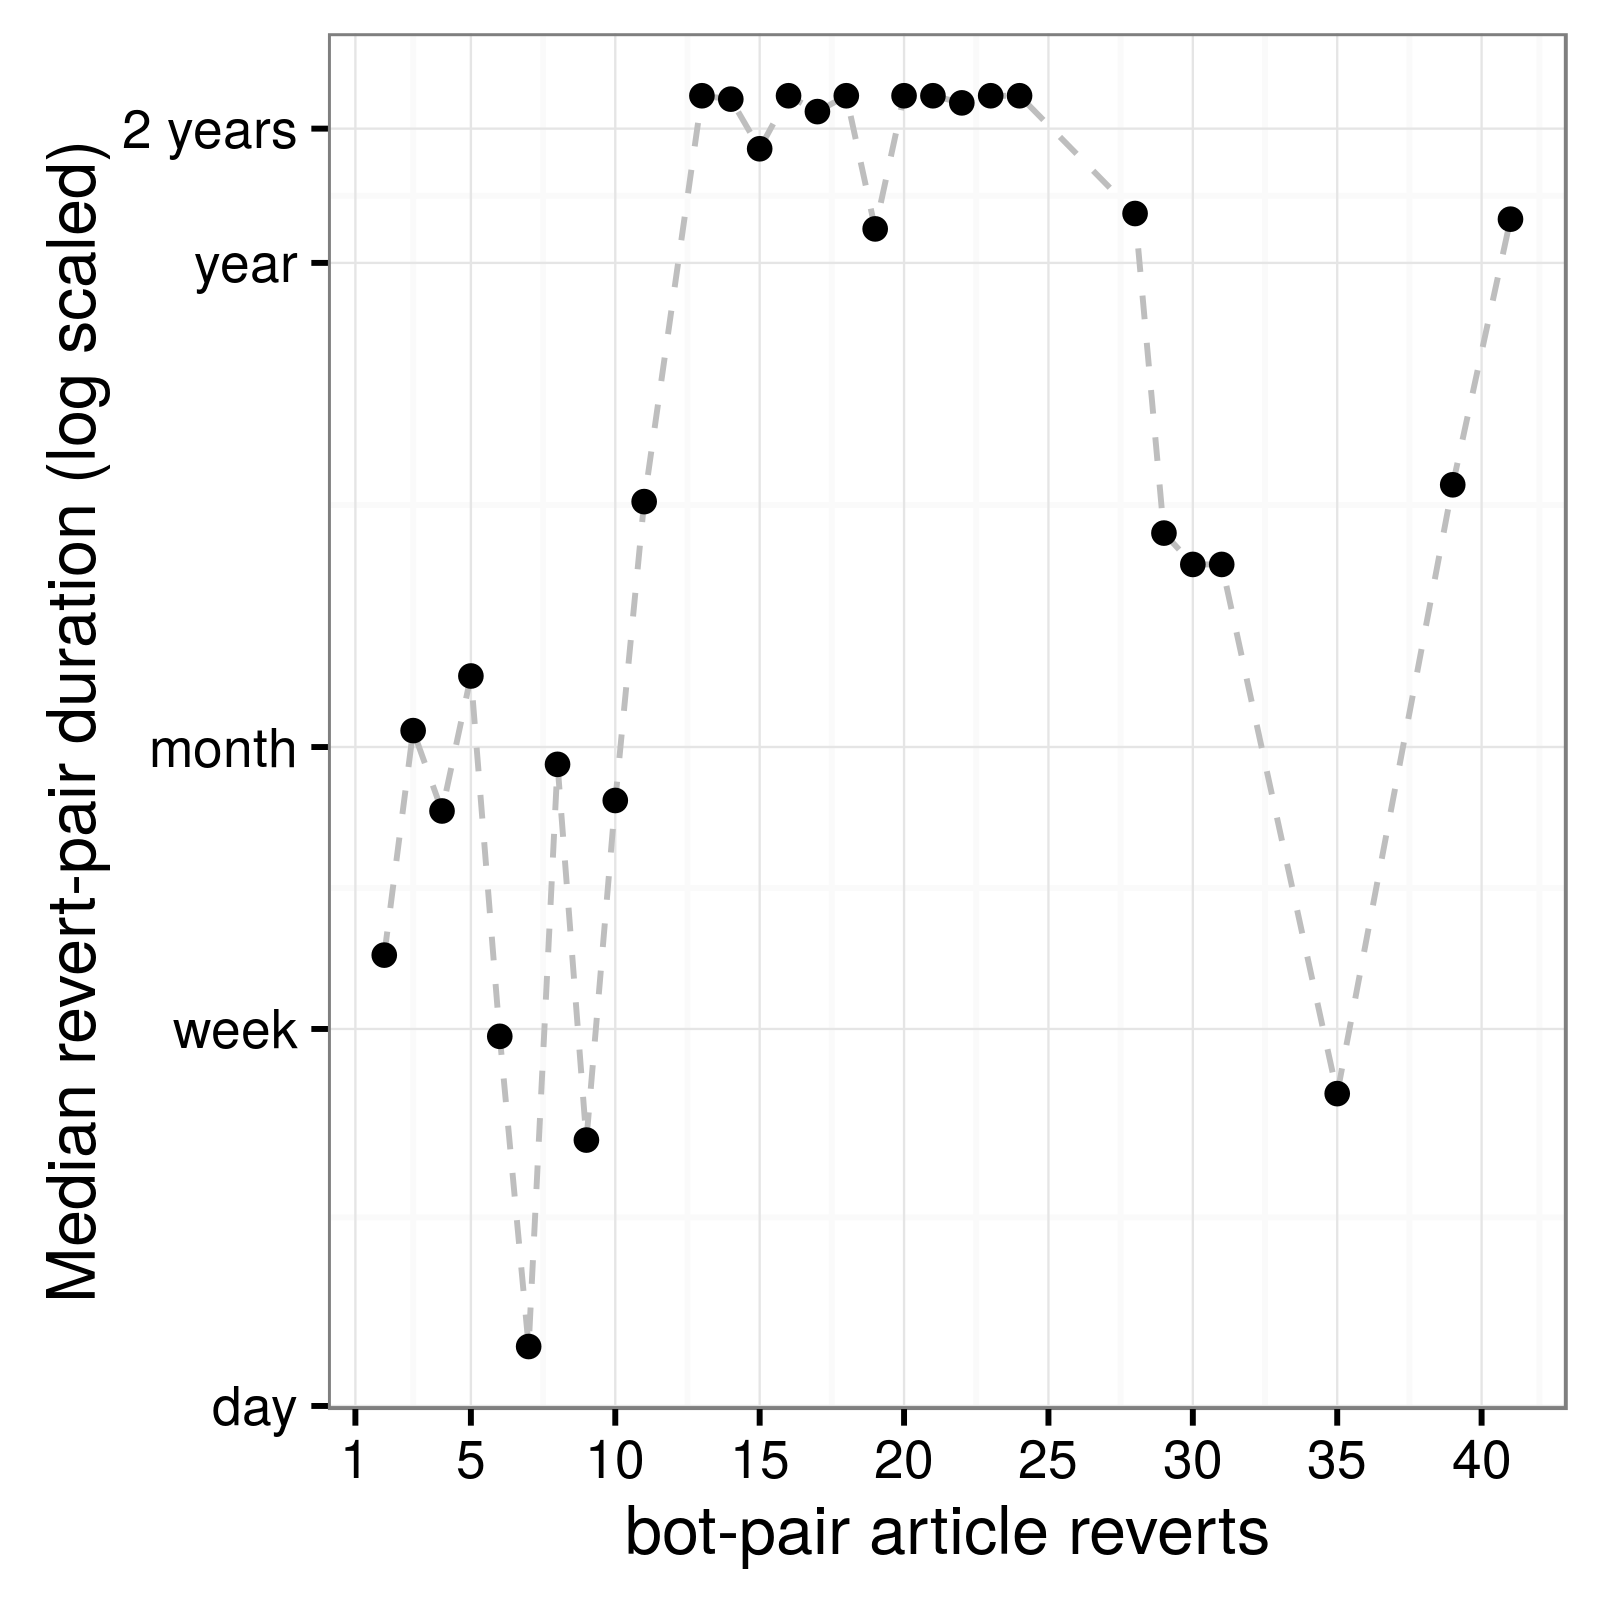 Median revert-pair duration (log scaled)
2 years
year
month
week
day
1 5 10 15 20 25 30 35 40
bot-pair article reverts